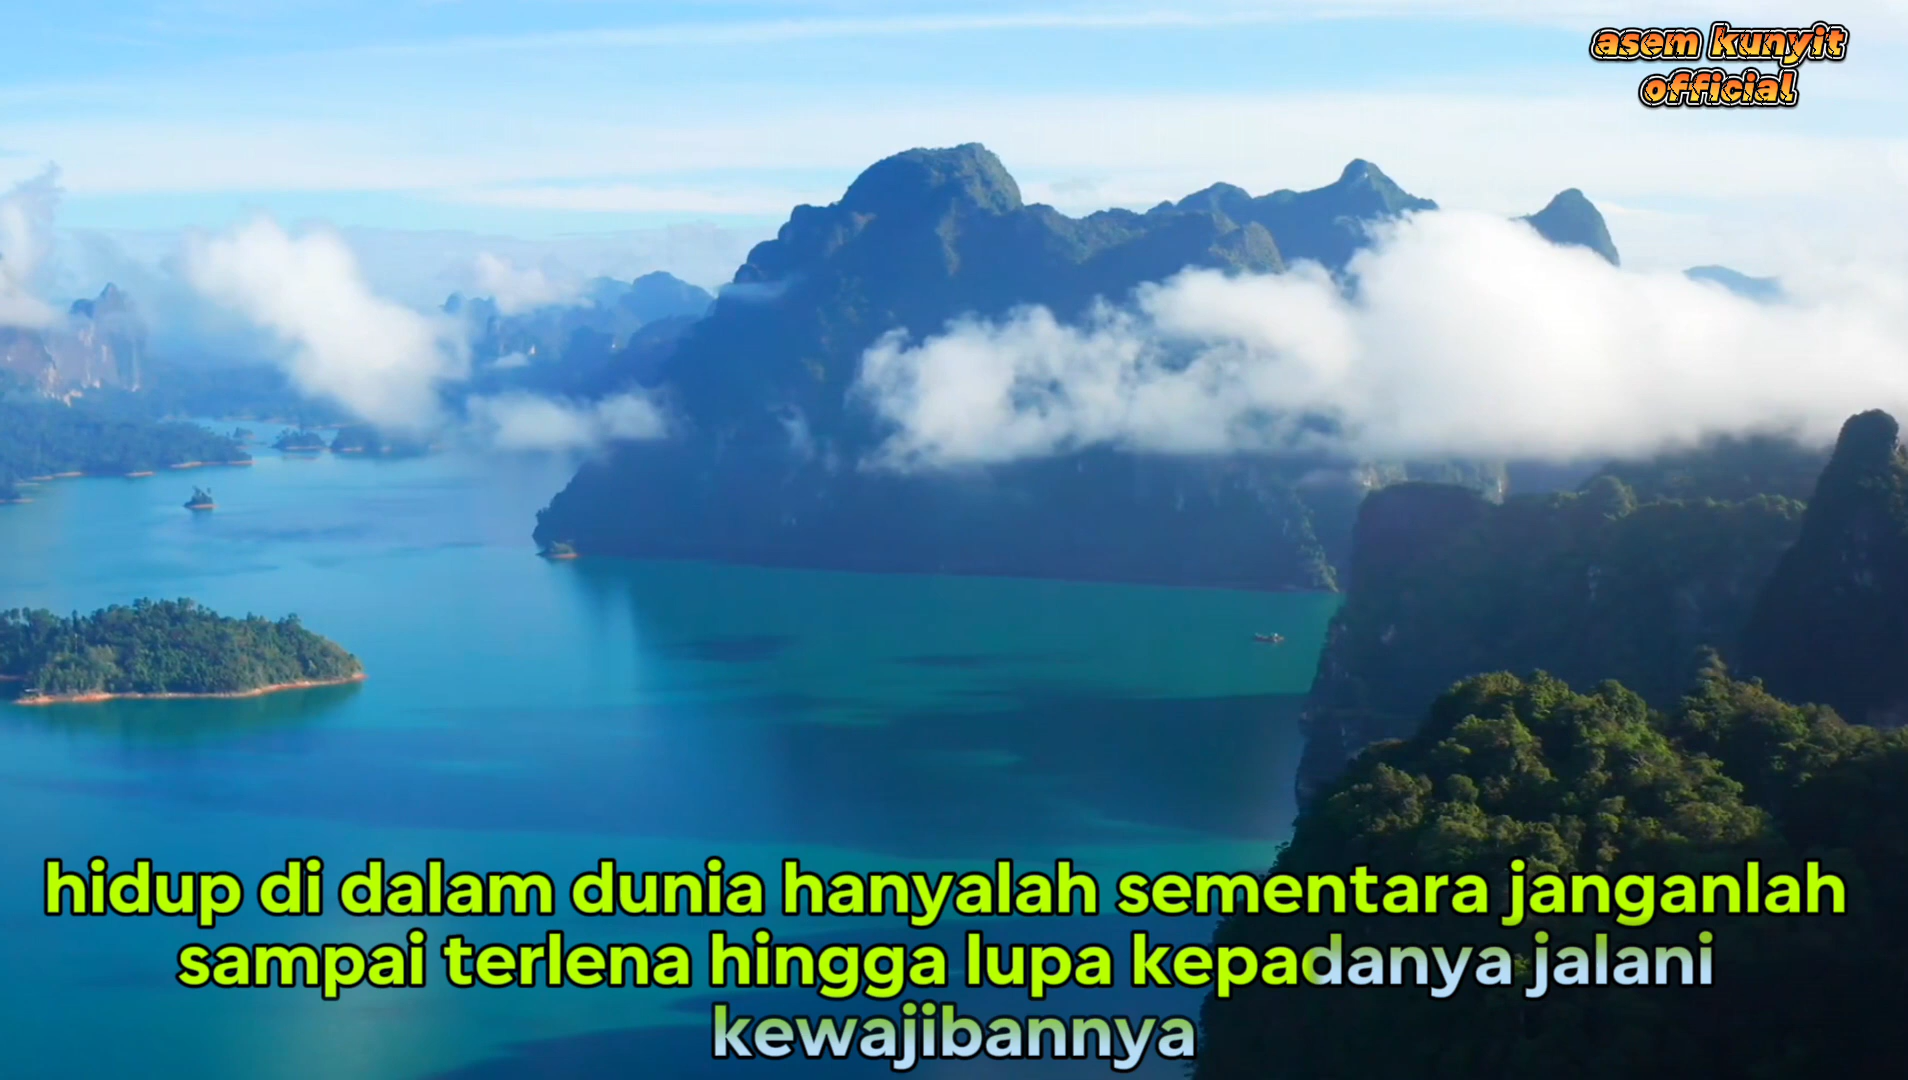 asem kunyit
official
hidup di dalam dunia hanyalah sementara janganlah
sampai terlena hingga lupa kepadanya jalani
kewajibannya